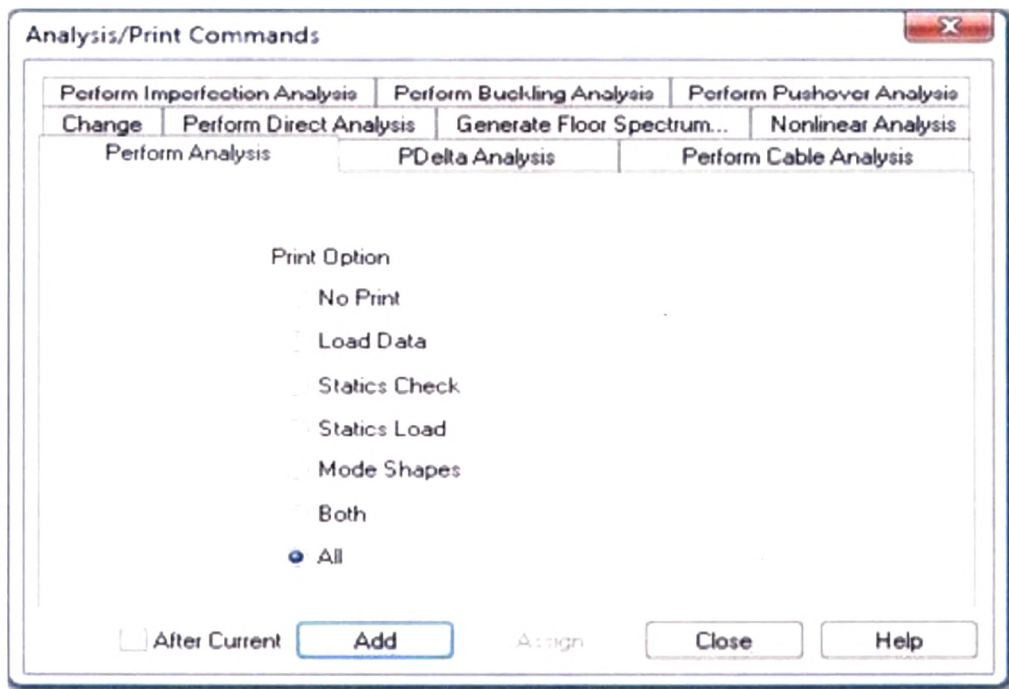 Analysis/Print Commands
Perform Imperfection Analysis Perform Buckling Analysis Perform Pushover Analysis
Change Perform Direct Analysis Generate Floor Spectrum... Nonlinear Analysis
Perform Analysis PDelta Analysis Perform Cable Analysis
Print Option
No Print
Load Data
Statics Check
Statics Load
Mode Shapes
Both
All
After Current Add Assign Close Help